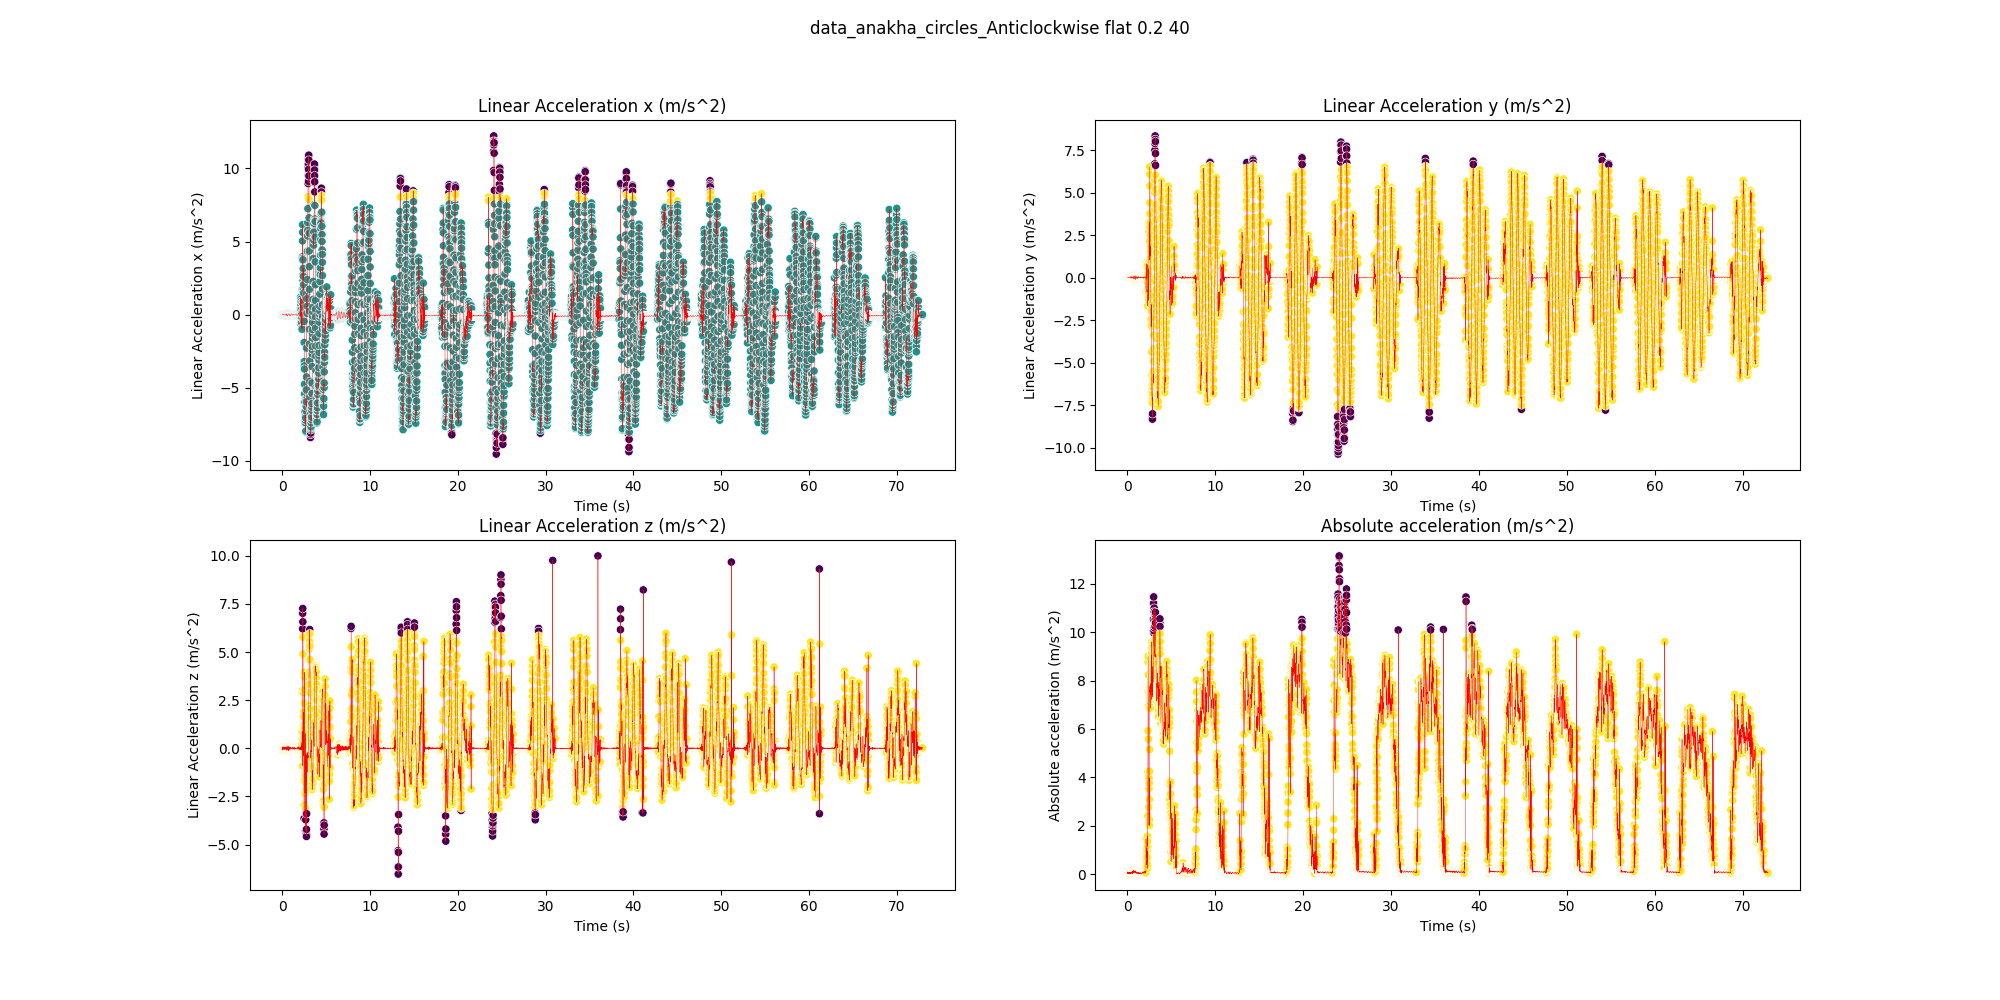 data_anakha_circles_Anticlockwise flat 0.2 40
Linear Acceleration x (m/s^2)
Linear Acceleration x (m/s^2)
10
5
0
−5
−10
0 10 20 30 40 50 60 70
Time (s)
Linear Acceleration y (m/s^2)
Linear Acceleration y (m/s^2)
7.5
5.0
2.5
0.0
−2.5
−5.0
−7.5
−10.0
0 10 20 30 40 50 60 70
Time (s)
Linear Acceleration z (m/s^2)
Linear Acceleration z (m/s^2)
10.0
7.5
5.0
2.5
0.0
−2.5
−5.0
0 10 20 30 40 50 60 70
Time (s)
Absolute acceleration (m/s^2)
Absolute acceleration (m/s^2)
12
10
8
6
4
2
0
0 10 20 30 40 50 60 70
Time (s)